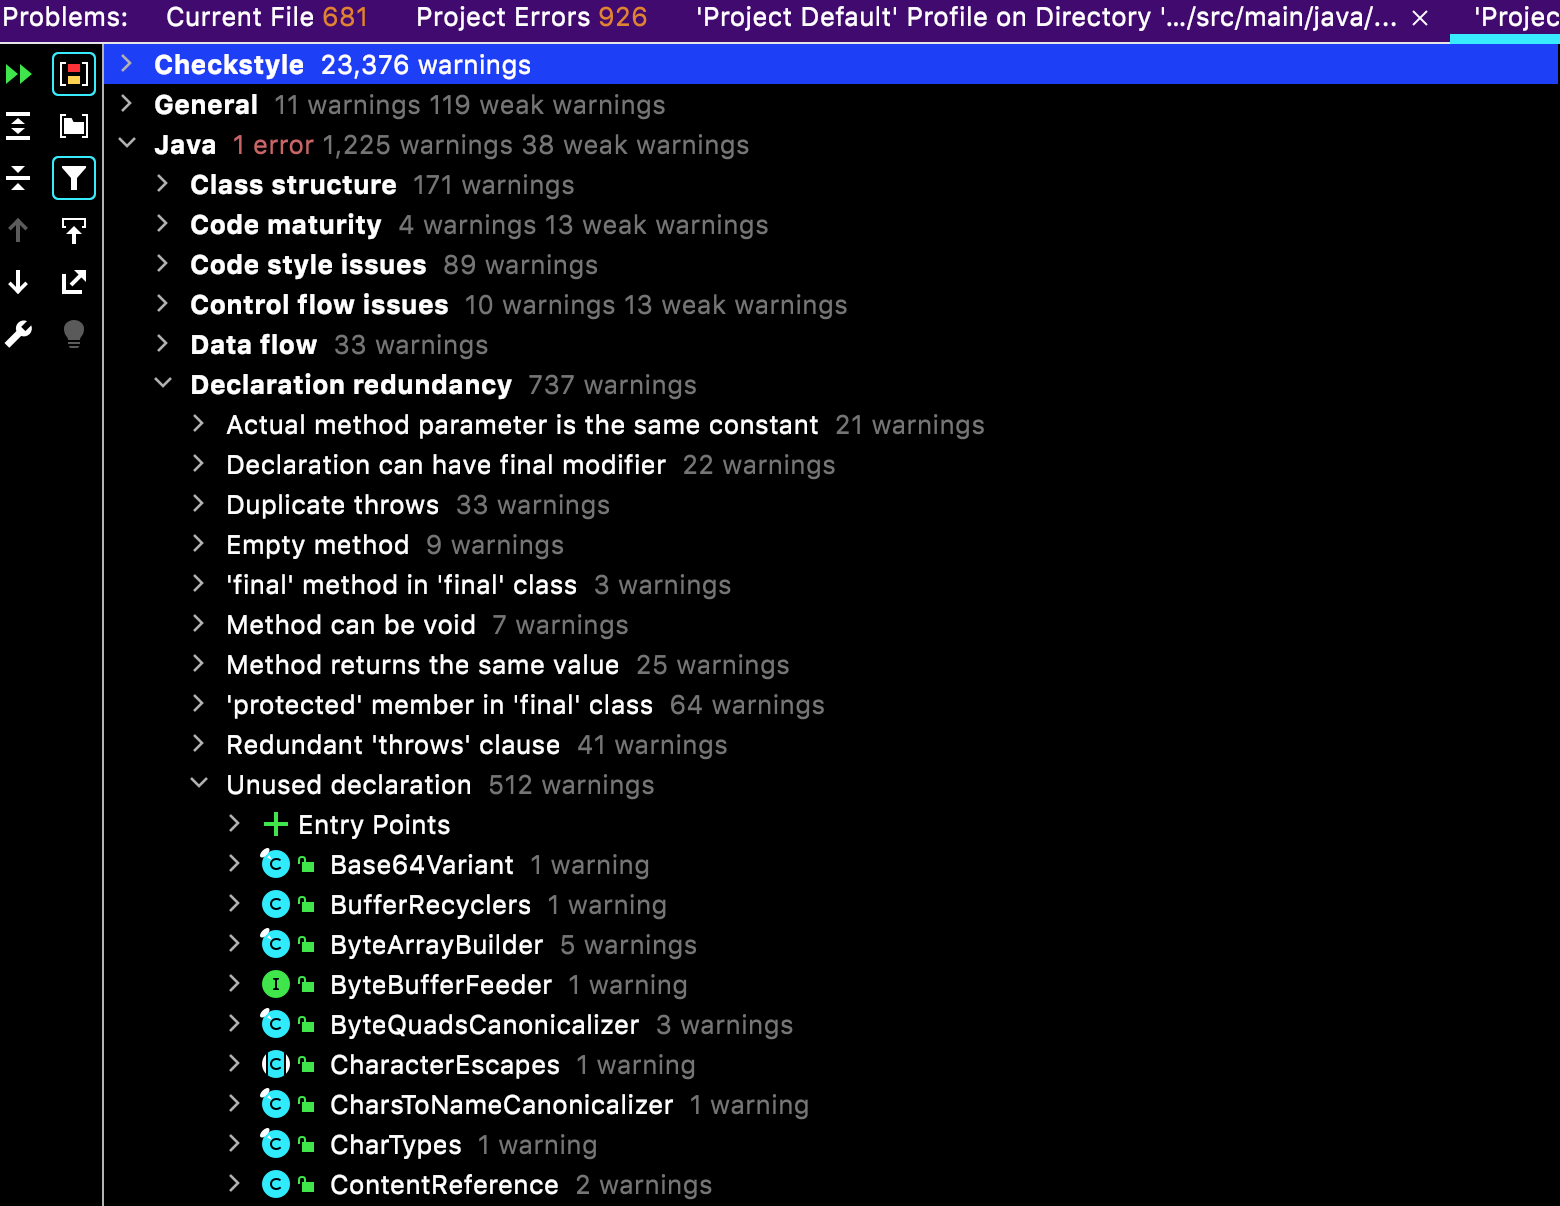 Problems: Current File 681 Project Errors 926 'Project Default' Profile on Directory '.../src/main/java/... × 'Projec
Checkstyle 23,376 warnings
General 11 warnings 119 weak warnings
Java 1 error 1,225 warnings 38 weak warnings
Class structure 171 warnings
Code maturity 4 warnings 13 weak warnings
Code style issues 89 warnings
Control flow issues 10 warnings 13 weak warnings
Data flow 33 warnings
Declaration redundancy 737 warnings
Actual method parameter is the same constant 21 warnings
Declaration can have final modifier 22 warnings
Duplicate throws 33 warnings
Empty method 9 warnings
'final' method in 'final' class 3 warnings
Method can be void 7 warnings
Method returns the same value 25 warnings
'protected' member in 'final' class 64 warnings
Redundant 'throws' clause 41 warnings
Unused declaration 512 warnings
Entry Points
C Base64Variant 1 warning
C BufferRecyclers 1 warning
C ByteArrayBuilder 5 warnings
I ByteBufferFeeder 1 warning
C ByteQuadsCanonicalizer 3 warnings
C CharacterEscapes 1 warning
C CharsToNameCanonicalizer 1 warning
C CharTypes 1 warning
C ContentReference 2 warnings